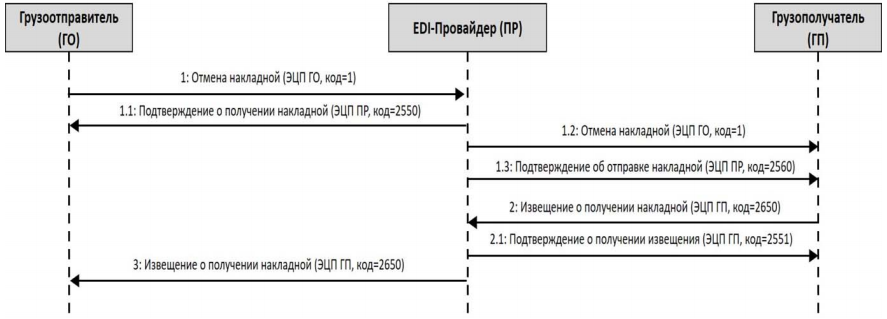 Грузоотправитель
(ГО)
EDI-Провайдер (ПР)
Грузополучатель
(ГП)
1: Отмена накладной (ЭЦП ГО, код=1)
1.1: Подтверждение о получении накладной (ЭЦП ПР, код=2550)
1.2: Отмена накладной (ЭЦП ГО, код=1)
1.3: Подтверждение об отправке накладной (ЭЦП ПР, код=2560)
2: Извещение о получении накладной (ЭЦП ГП, код=2650)
2.1: Подтверждение о получении извещения (ЭЦП ГП, код=2551)
3: Извещение о получении накладной (ЭЦП ГП, код=2650)